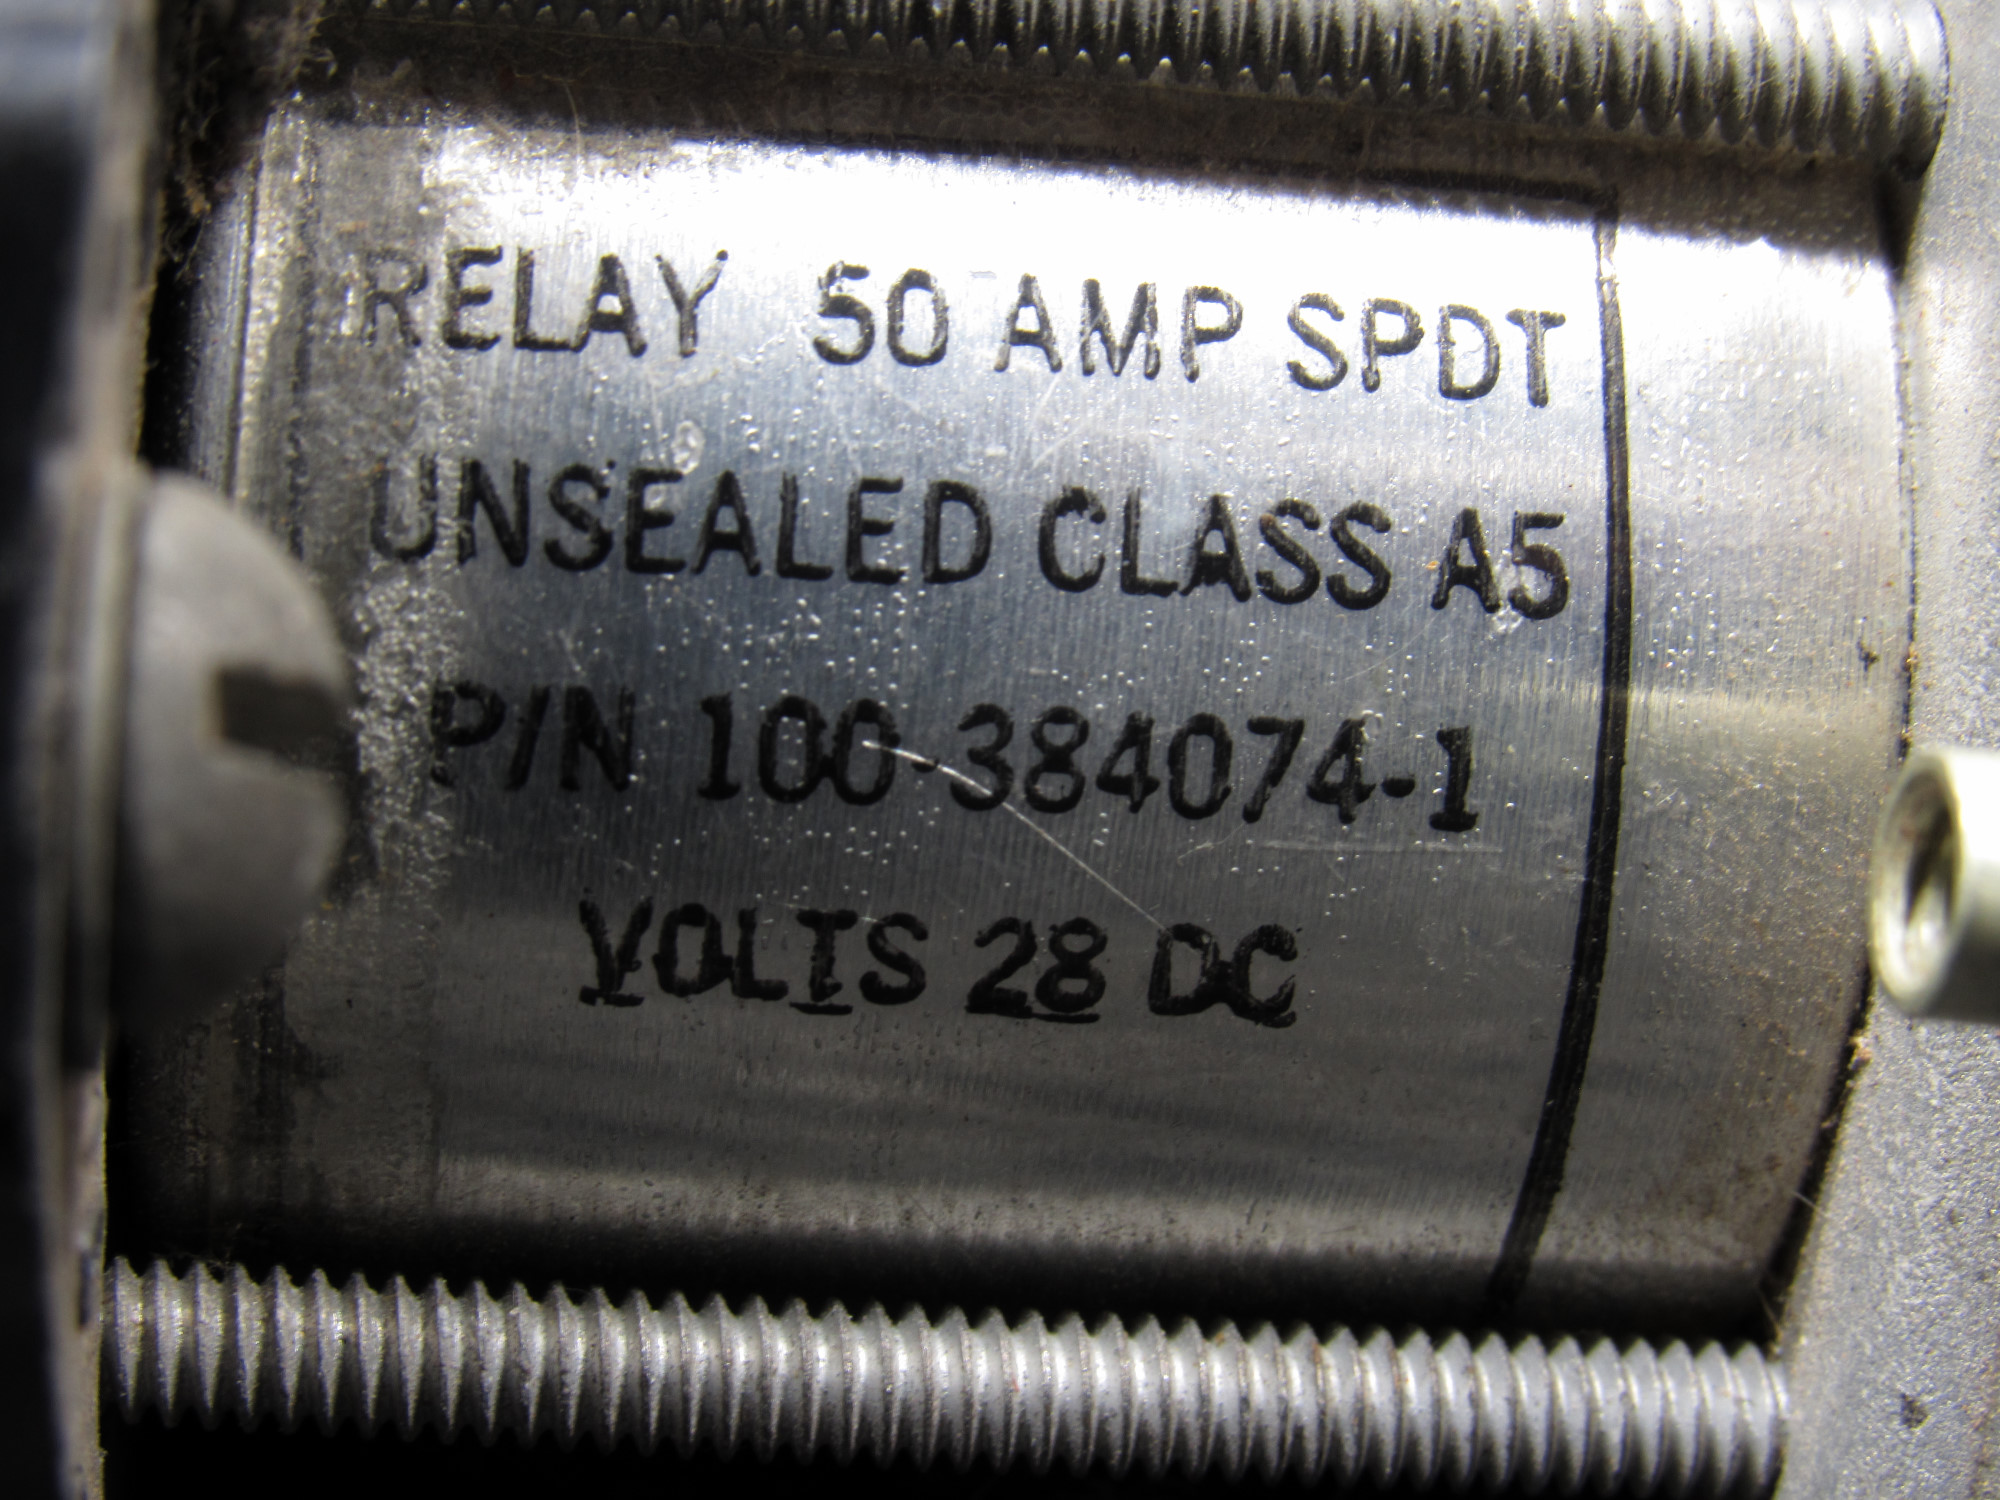 RELAY 50 AMP SPDT
UNSEALED CLASS A5
P/N 100-384074-1
VOLTS 28 DC